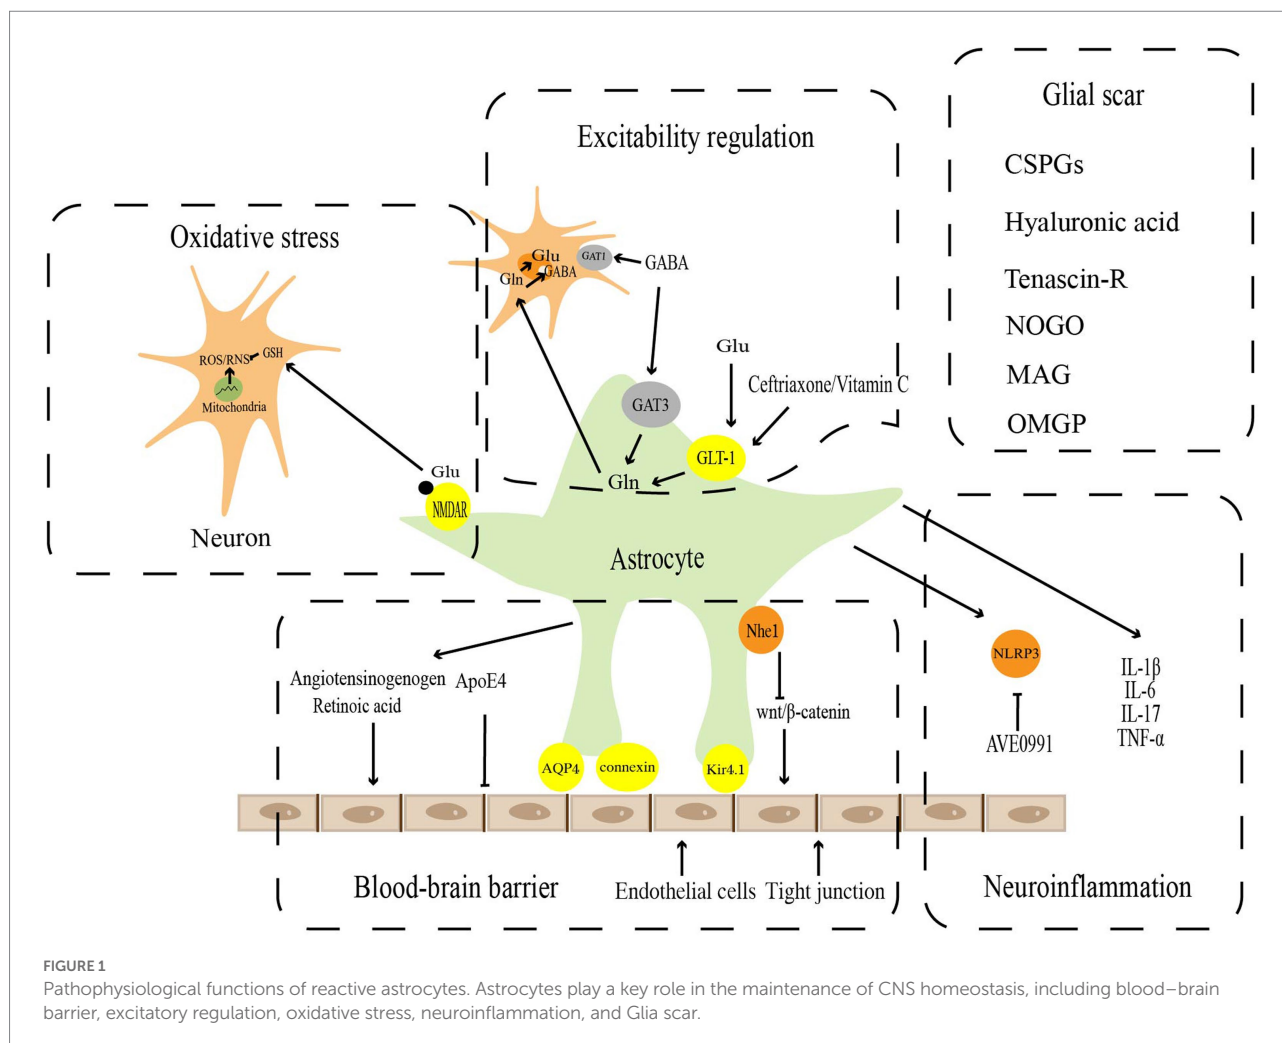 Glial scar
CSPGs
Hyaluronic acid
Tenascin-R
NOGO
MAG
OMGP
Excitability regulation
Glu
Gln
GABA
GAT1
GABA
Glu
Ceftriaxone/Vitamin C
GAT3
GLT-1
Gln
Oxidative stress
ROS/RNS
GSH
Mitochondria
Glu
NMDAR
Neuron
Astrocyte
Nhe1
Angiotensinogenogen
Retinoic acid
ApoE4
wnt/β-catenin
AQP4
connexin
Kir4.1
Blood-brain barrier
Endothelial cells
Tight junction
NLRP3
AVE0991
IL-1β
IL-6
IL-17
TNF-α
Neuroinflammation
FIGURE 1
Pathophysiological functions of reactive astrocytes. Astrocytes play a key role in the maintenance of CNS homeostasis, including blood–brain
barrier, excitatory regulation, oxidative stress, neuroinflammation, and Glia scar.